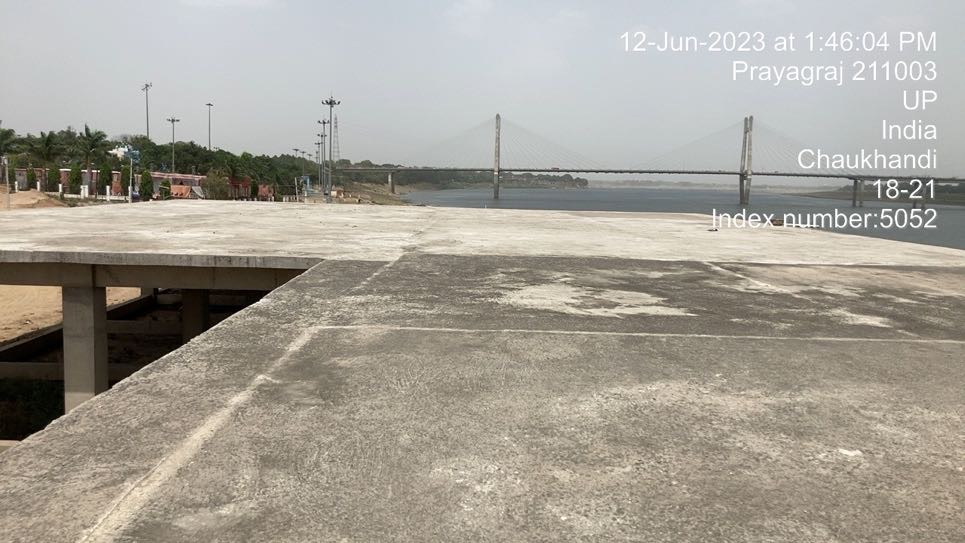 12-Jun-2023 at 1:46:04 PM
Prayagraj 211003
UP
India
Chaukhandi
18-21
Index number:5052